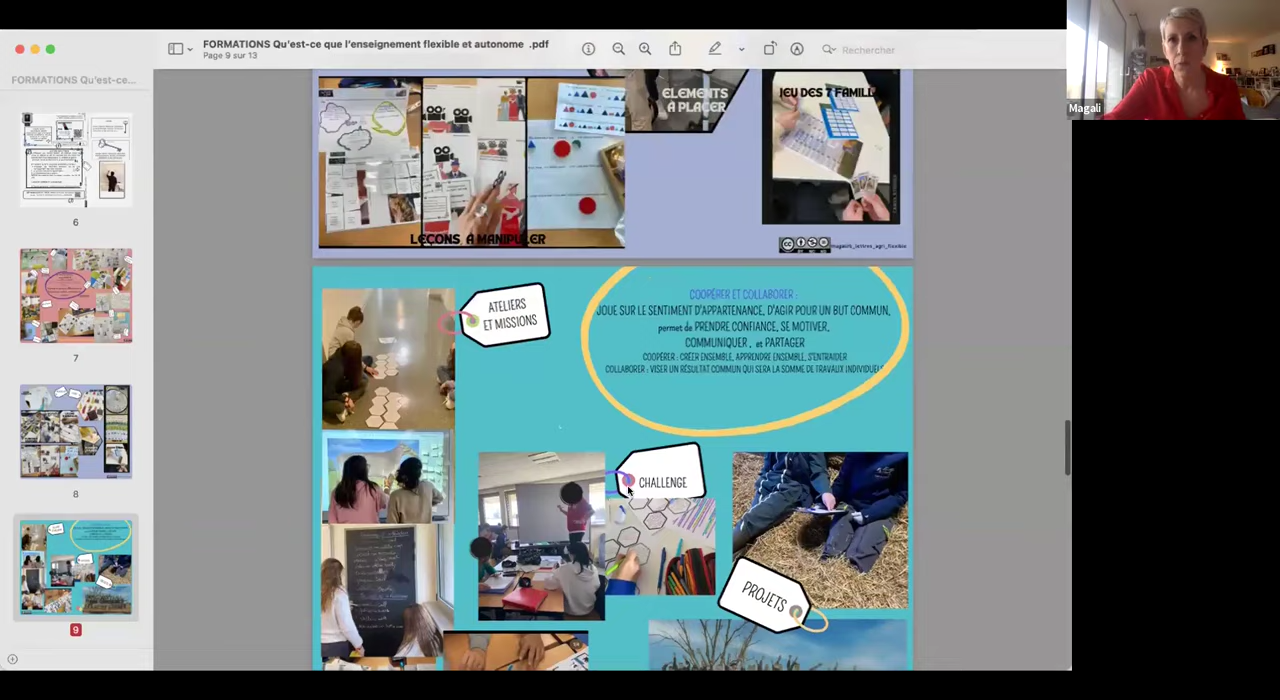 FORMATIONS Qu'est-ce que l'enseignement flexible et autonome .pdf
Page 9 sur 13
Rechercher
Magali
FORMATIONS Qu'est-ce...
6
7
8
9
ELEMENTS
À PLACER
JEU DES 7 FAMILL
LEÇONS A MANIPULER
ATELIERS
ET MISSIONS
COOPÉRER ET COLLABORER :
JOUE SUR LE SENTIMENT D'APPARTENANCE, D'AGIR POUR UN BUT COMMUN,
permet de PRENDRE CONFIANCE, SE MOTIVER,
COMMUNIQUER , et PARTAGER
COOPÉRER : CRÉER ENSEMBLE, APPRENDRE ENSEMBLE, S'ENTRAIDER
COLLABORER : VISER UN RÉSULTAT COMMUN QUI SERA LA SOMME DE TRAVAUX INDIVIDUEL
CHALLENGE
PROJETS